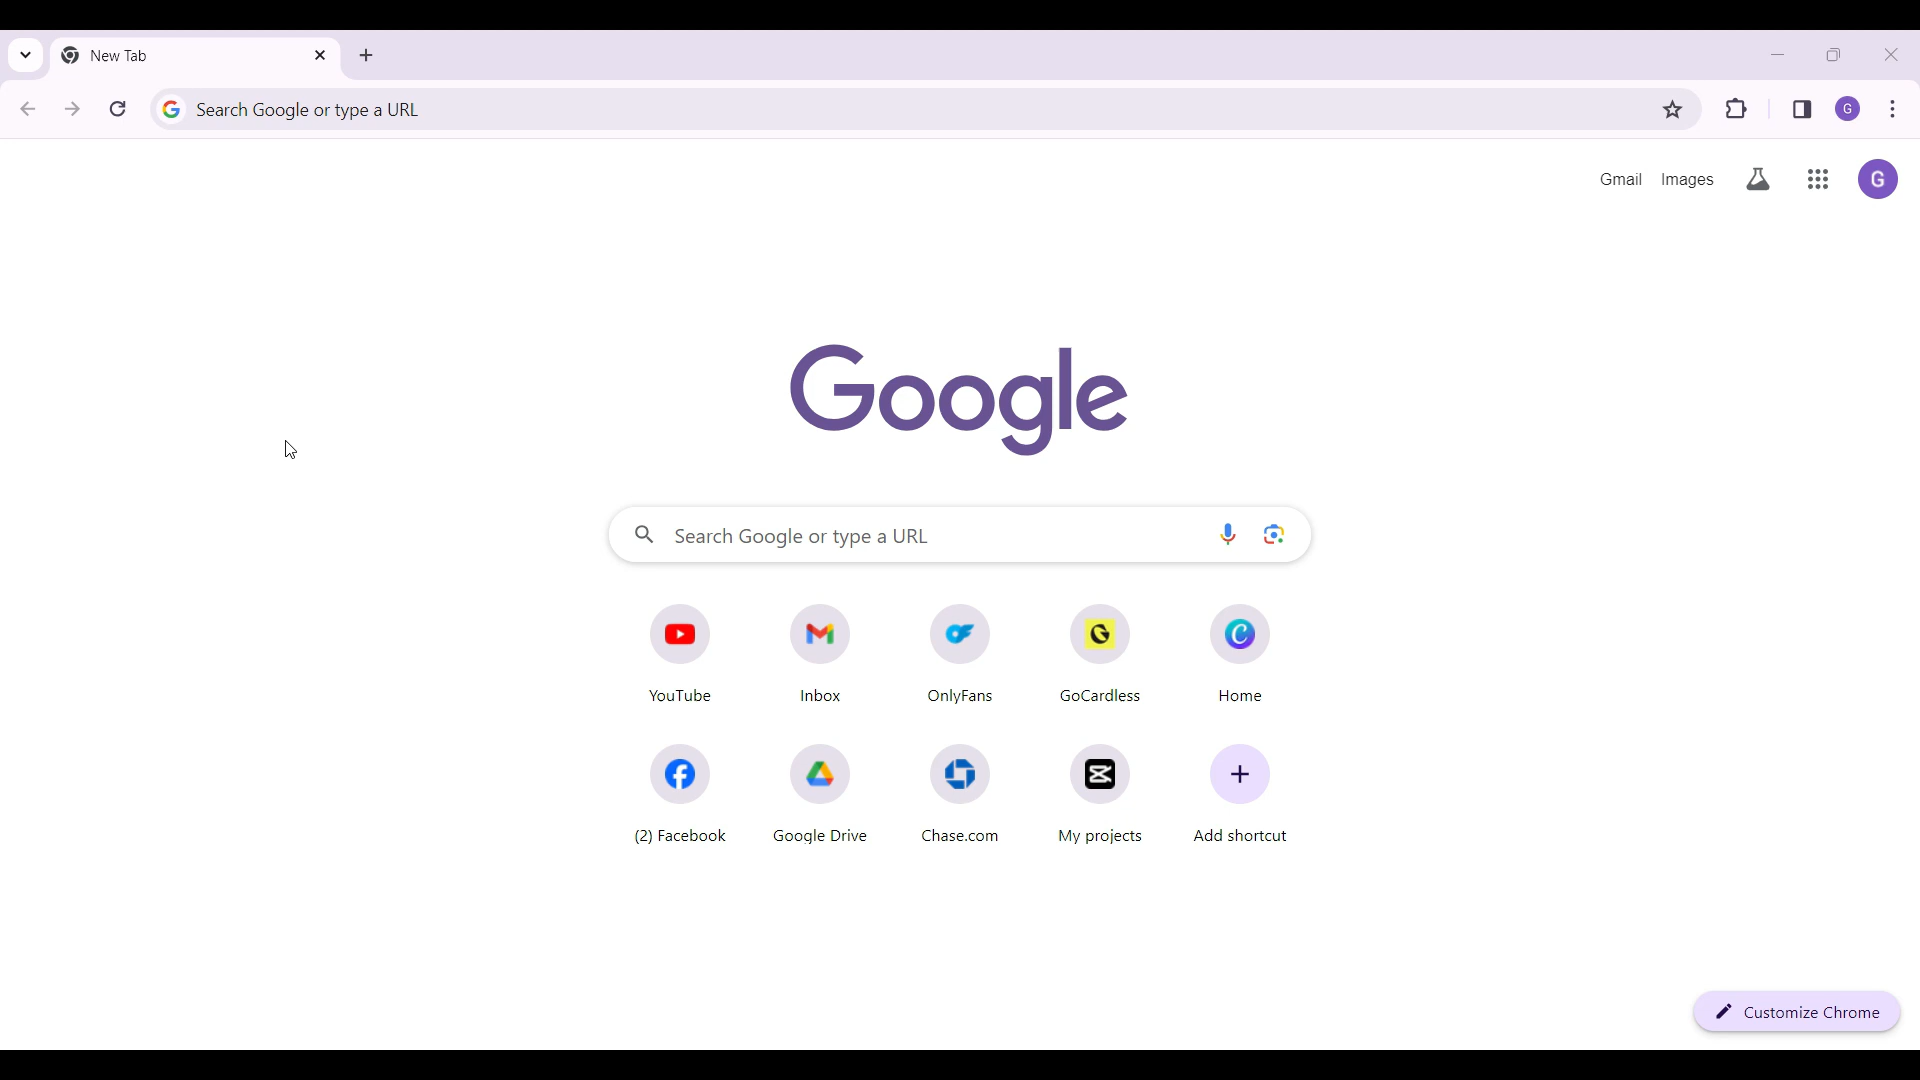 New Tab
Search Google or type a URL
G
Gmail Images G
Google
Search Google or type a URL
YouTube Inbox OnlyFans GoCardless Home
(2) Facebook Google Drive Chase.com My projects Add shortcut
Customize Chrome